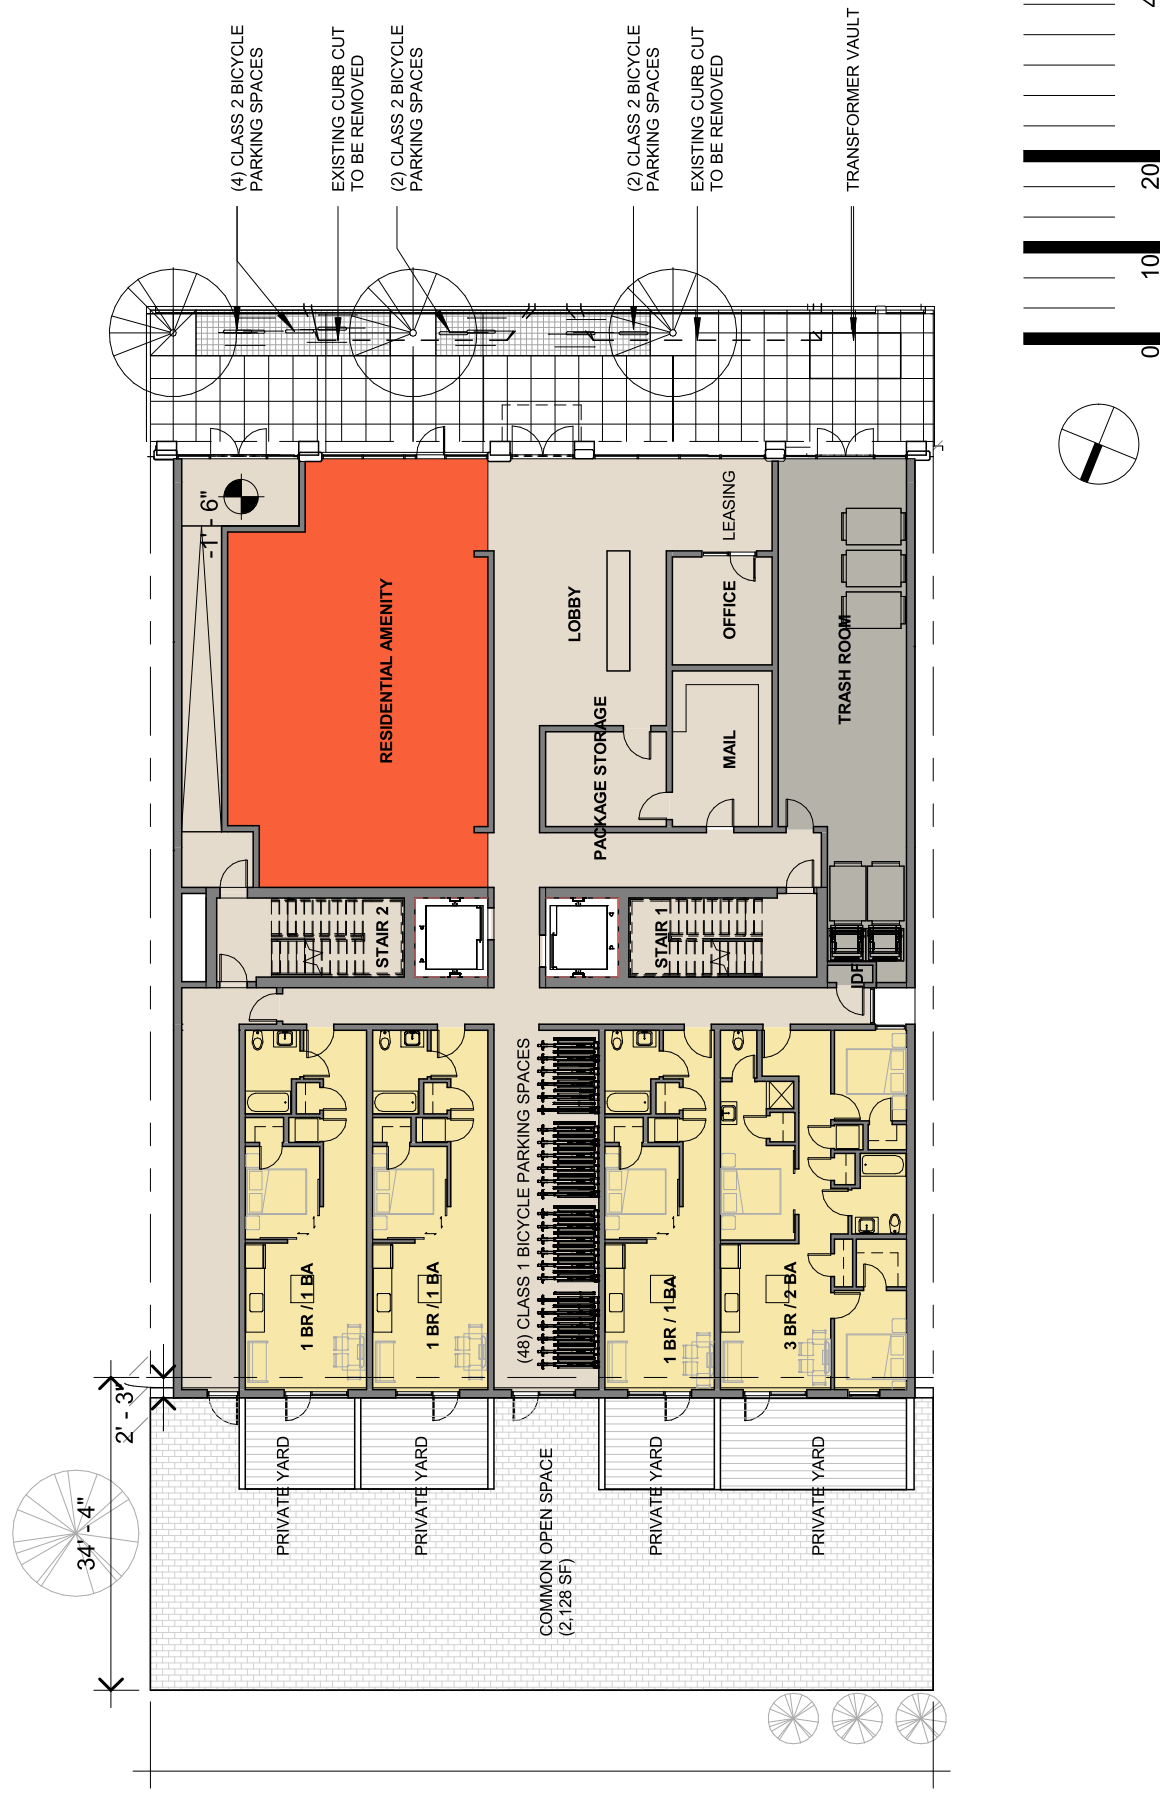 (4) CLASS 2 BICYCLE
PARKING SPACES
EXISTING CURB CUT
TO BE REMOVED
(2) CLASS 2 BICYCLE
PARKING SPACES
(2) CLASS 2 BICYCLE
PARKING SPACES
EXISTING CURB CUT
TO BE REMOVED
TRANSFORMER VAULT
20
10
0
-1' - 6"
RESIDENTIAL AMENITY
LOBBY
LEASING
OFFICE
TRASH ROOM
PACKAGE STORAGE
MAIL
STAIR 2
STAIR 1
IDF
(48) CLASS 1 BICYCLE PARKING SPACES
1 BR / 1 BA
1 BR / 1 BA
1 BR / 1 BA
3 BR / 2 BA
2' - 3"
34' - 4"
PRIVATE YARD
PRIVATE YARD
COMMON OPEN SPACE
(2,128 SF)
PRIVATE YARD
PRIVATE YARD